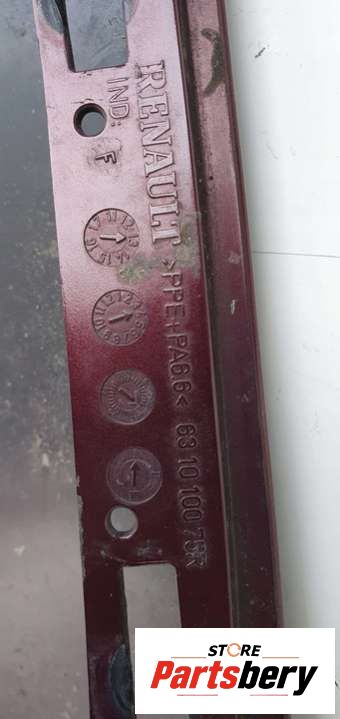 RENAULT >PPE+PA6.6< 63 10 100 75R
IND: F
STORE
Partsbery